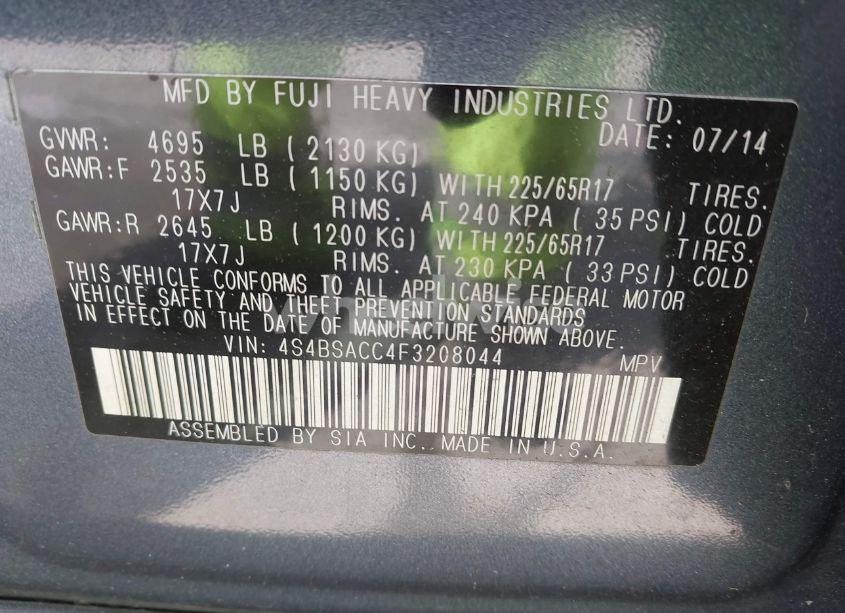 MFD BY FUJI HEAVY INDUSTRIES LTD.
DATE: 07/14
GVWR: 4695 LB ( 2130 KG)
GAWR:F 2535 LB ( 1150 KG) WITH 225/65R17 TIRES.
17X7J RIMS. AT 240 KPA ( 35 PSI) COLD
GAWR:R 2645 LB ( 1200 KG) WITH 225/65R17 TIRES.
17X7J RIMS. AT 230 KPA ( 33 PSI) COLD
THIS VEHICLE CONFORMS TO ALL APPLICABLE FEDERAL MOTOR
VEHICLE SAFETY AND THEFT PREVENTION STANDARDS
IN EFFECT ON THE DATE OF MANUFACTURE SHOWN ABOVE.
VIN: 4S4BSACC4F3208044 MPV
ASSEMBLED BY SIA INC. MADE IN U.S.A.